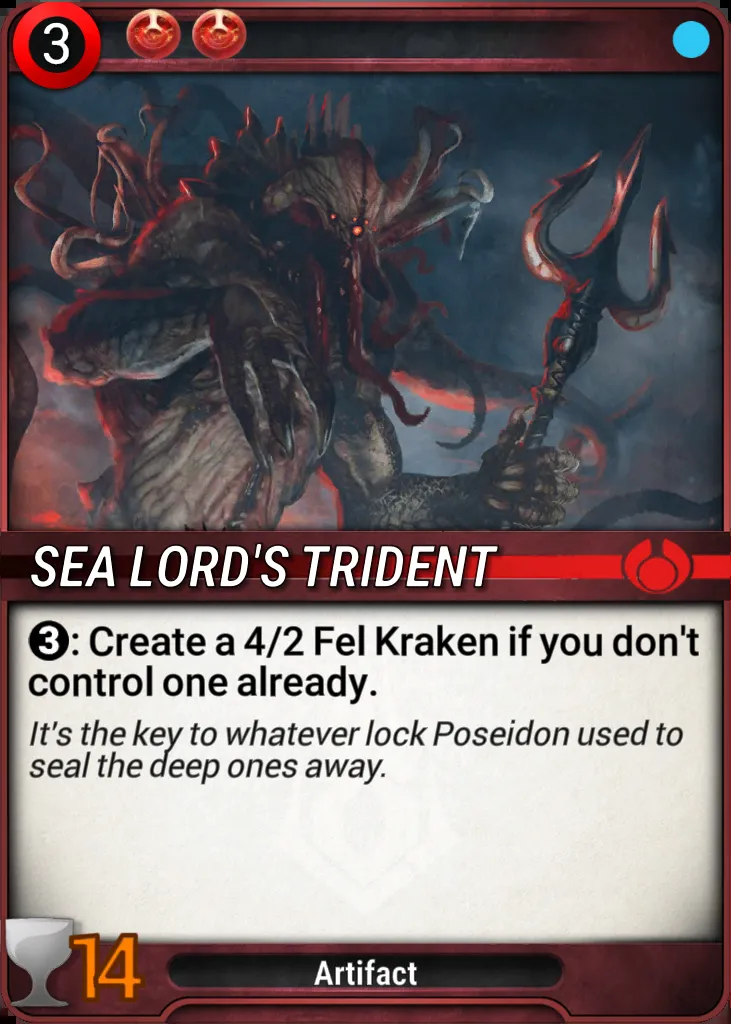 3
SEA LORD'S TRIDENT
3: Create a 4/2 Fel Kraken if you don't
control one already.
It's the key to whatever lock Poseidon used to
seal the deep ones away.
14
Artifact